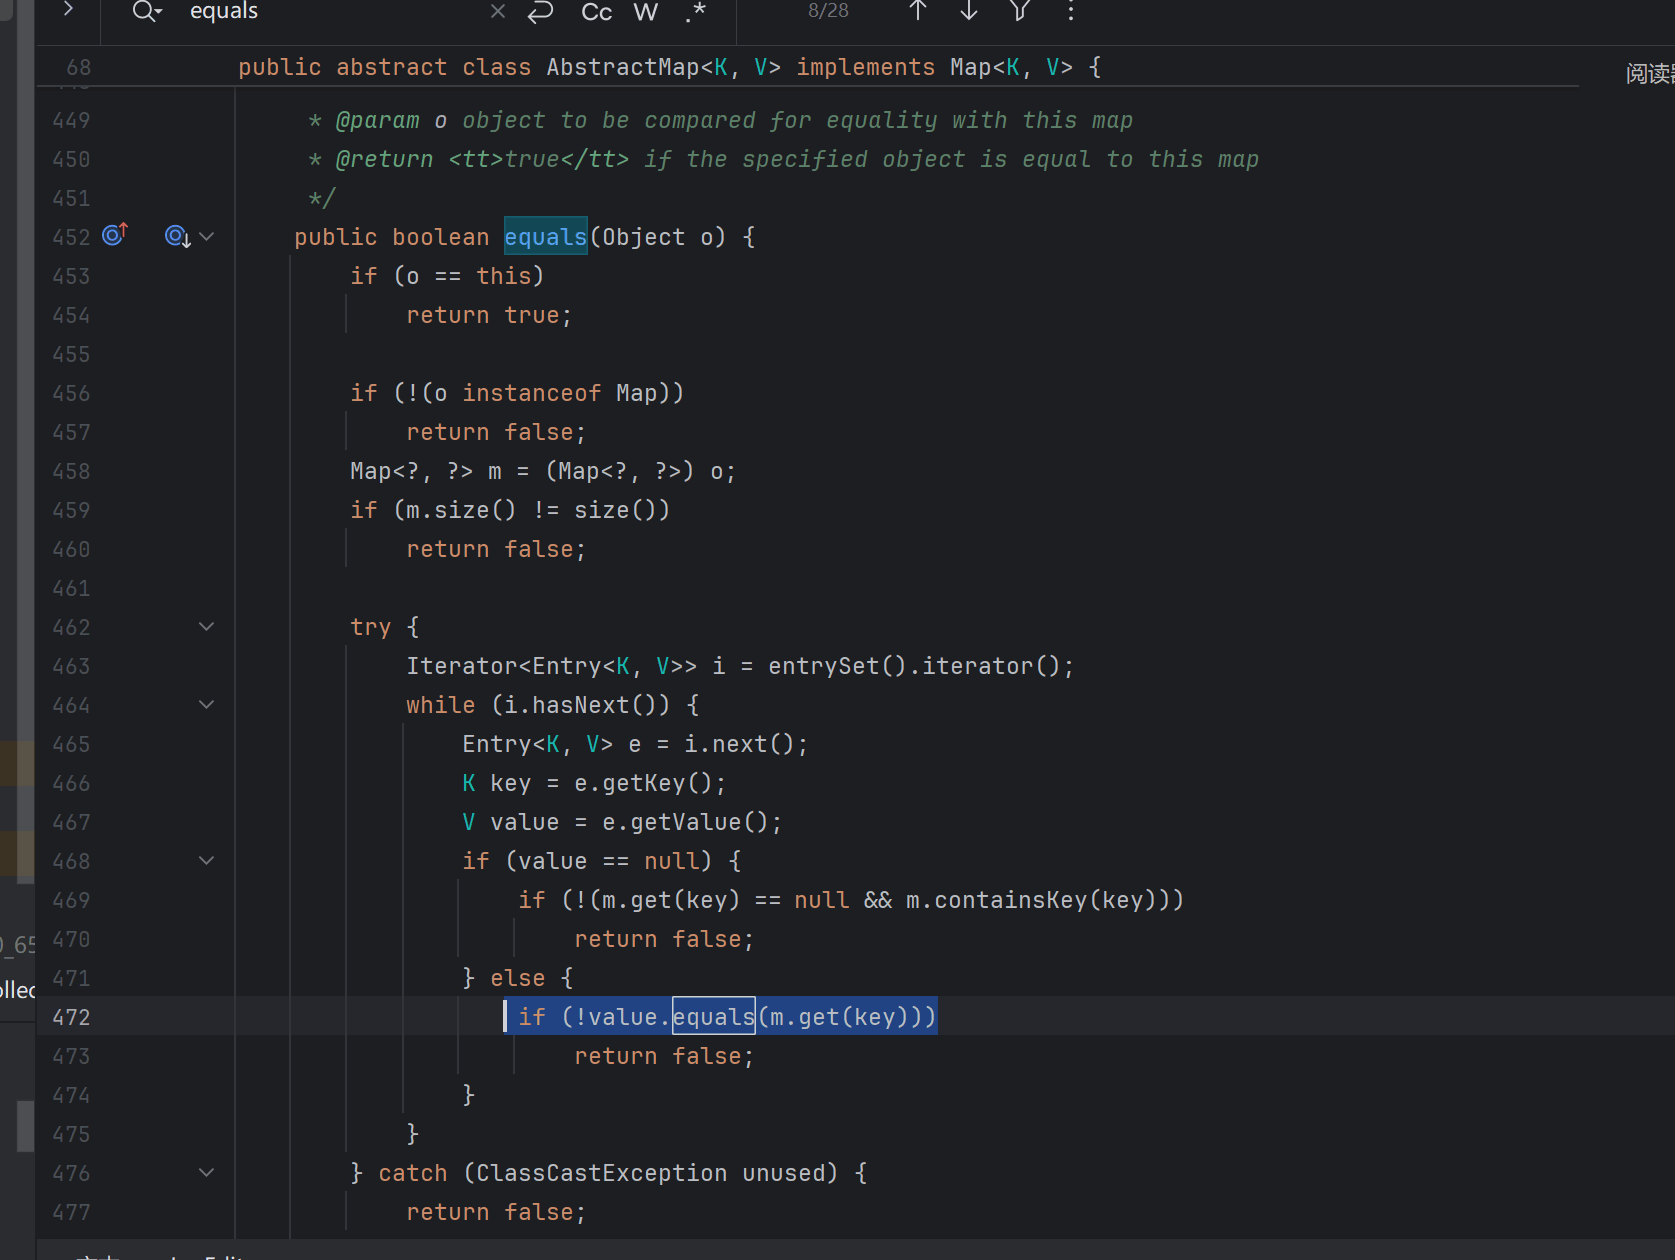 equals Cc W .* 8/28
68 public abstract class AbstractMap<K, V> implements Map<K, V> {
449 * @param o object to be compared for equality with this map
450 * @return <tt>true</tt> if the specified object is equal to this map
451 */
452 public boolean equals(Object o) {
453 if (o == this)
454 return true;
455
456 if (!(o instanceof Map))
457 return false;
458 Map<?, ?> m = (Map<?, ?>) o;
459 if (m.size() != size())
460 return false;
461
462 try {
463 Iterator<Entry<K, V>> i = entrySet().iterator();
464 while (i.hasNext()) {
465 Entry<K, V> e = i.next();
466 K key = e.getKey();
467 V value = e.getValue();
468 if (value == null) {
469 if (!(m.get(key) == null && m.containsKey(key)))
470 return false;
471 } else {
472 if (!value.equals(m.get(key)))
473 return false;
474 }
475 }
476 } catch (ClassCastException unused) {
477 return false;
阅读
_65
ollec